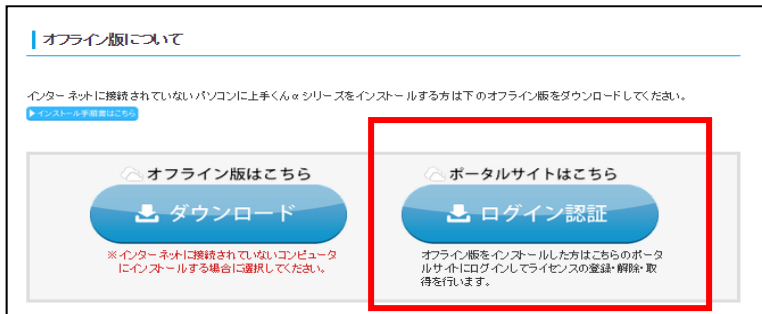 オフライン版について
インターネットに接続されていないパソコンに上手くんαシリーズをインストールする方は下のオフライン版をダウンロードしてください。
▶インストール手順書はこちら
オフライン版はこちら
ダウンロード
※インターネットに接続されていないコンピュータ
にインストールする場合に選択してください。
ポータルサイトはこちら
ログイン認証
オフライン版をインストールした方はこちらのポータ
ルサイトにログインしてライセンスの登録・解除・取
得を行います。